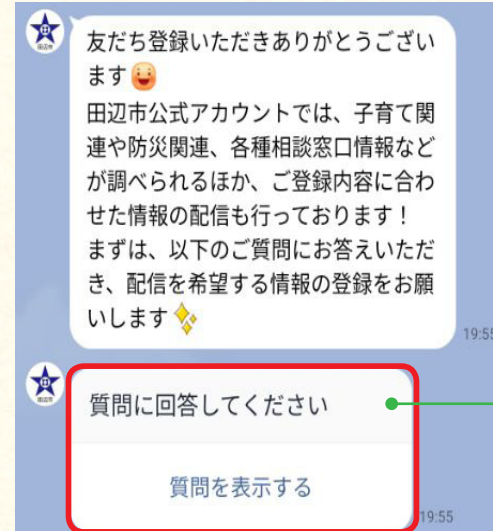 友だち登録いただきありがとうござい
ます
田辺市公式アカウントでは、子育て関
連や防災関連、各種相談窓口情報など
が調べられるほか、ご登録内容に合わ
せた情報の配信も行っております！
まずは、以下のご質問にお答えいただ
き、配信を希望する情報の登録をお願
いします
19:55
質問に回答してください
質問を表示する
19:55